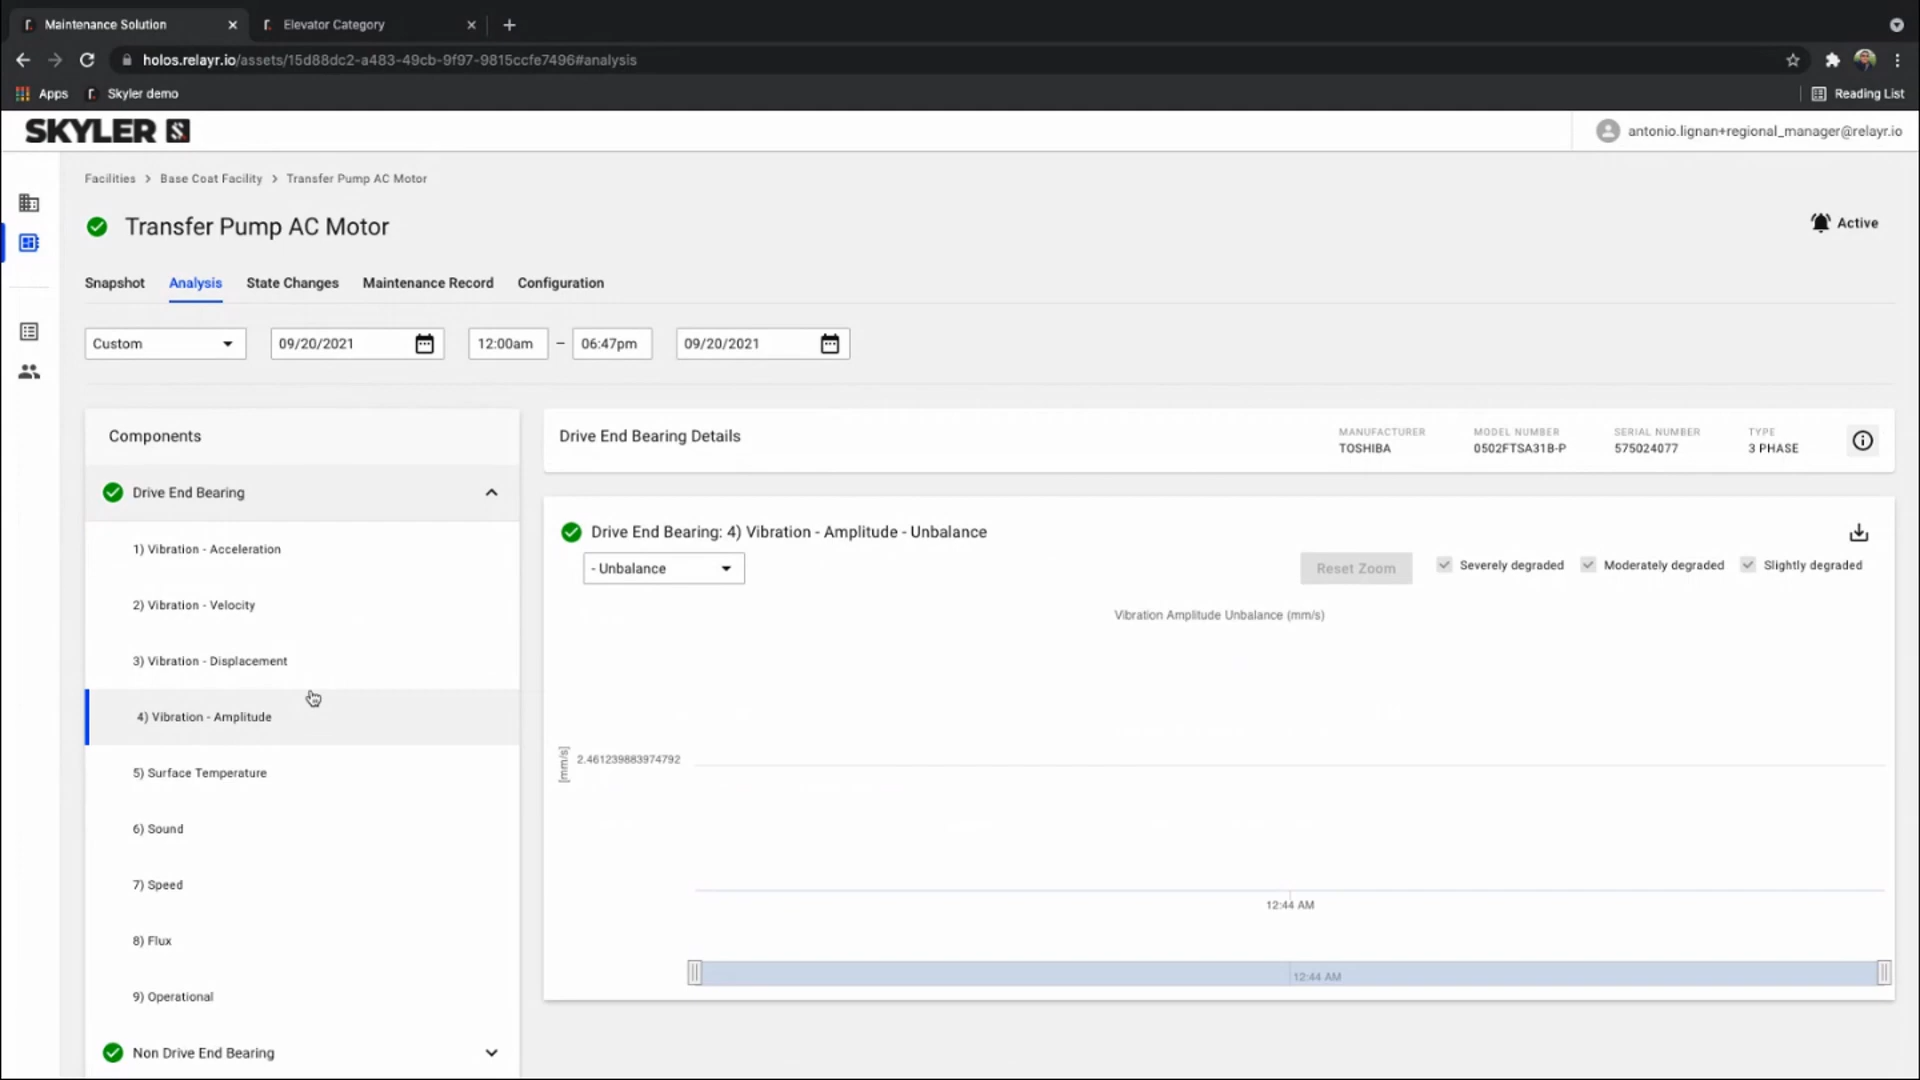 Maintenance Solution
Elevator Category
holos.relayr.io/assets/15d88dc2-a483-49cb-9f97-9815ccfe7496#analysis
Apps
Skyler demo
Reading List
SKYLER
antonio.lignan+regional_manager@relayr.io
Facilities > Base Coat Facility > Transfer Pump AC Motor
Transfer Pump AC Motor
Active
Snapshot Analysis State Changes Maintenance Record Configuration
Custom 09/20/2021 12:00am – 06:47pm 09/20/2021
Components
Drive End Bearing
1) Vibration - Acceleration
2) Vibration - Velocity
3) Vibration - Displacement
4) Vibration - Amplitude
5) Surface Temperature
6) Sound
7) Speed
8) Flux
9) Operational
Non Drive End Bearing
Drive End Bearing Details
MANUFACTURER
TOSHIBA
MODEL NUMBER
0502FTSA31B-P
SERIAL NUMBER
575024077
TYPE
3 PHASE
Drive End Bearing: 4) Vibration - Amplitude - Unbalance
- Unbalance
Reset Zoom
Severely degraded
Moderately degraded
Slightly degraded
Vibration Amplitude Unbalance (mm/s)
[mm/s]
2.461239883974792
12:44 AM
12:44 AM